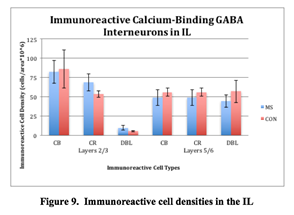 Immunoreactive Calcium-Binding GABA
Interneurons in IL
Immunoreactive Cell Density (cells/area*10^6)
125
100
75
50
25
0
CB CR DBL CB CR DBL
Layers 2/3 Layers 5/6
Immunoreactive Cell Types
MS
CON
Figure 9. Immunoreactive cell densities in the IL